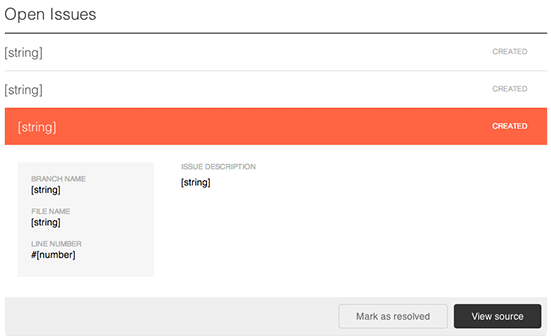 Open Issues
[string] CREATED
[string] CREATED
[string] CREATED
BRANCH NAME
[string]
FILE NAME
[string]
LINE NUMBER
#[number]
ISSUE DESCRIPTION
[string]
Mark as resolved View source